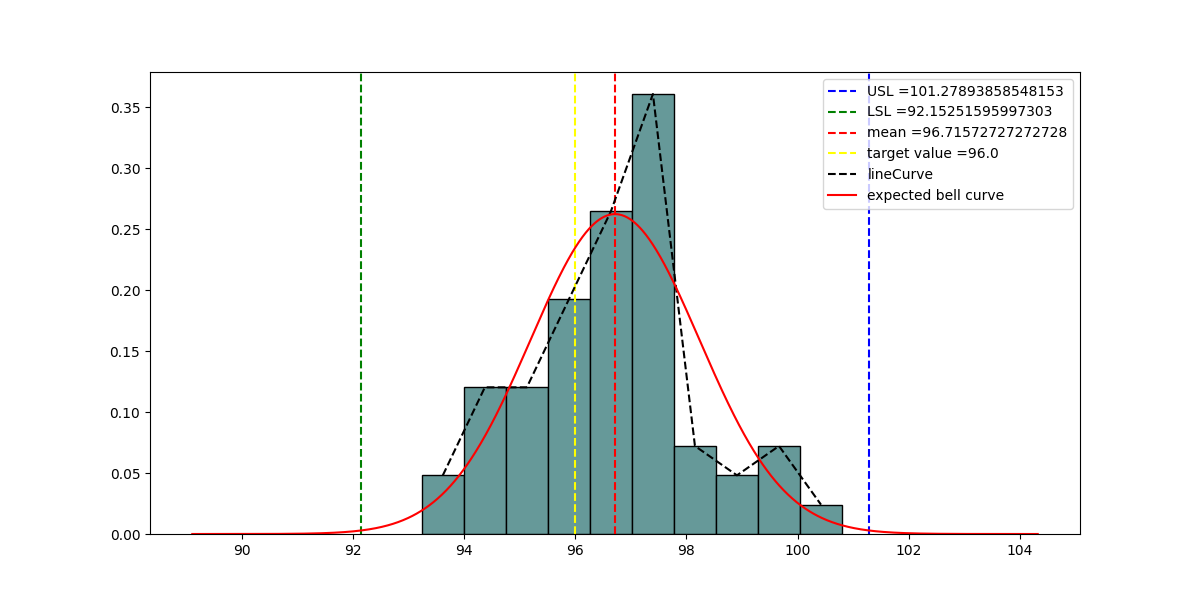 USL =101.27893858548153
LSL =92.15251595997303
mean =96.71572727272728
target value =96.0
lineCurve
expected bell curve
0.35
0.30
0.25
0.20
0.15
0.10
0.05
0.00
90 92 94 96 98 100 102 104